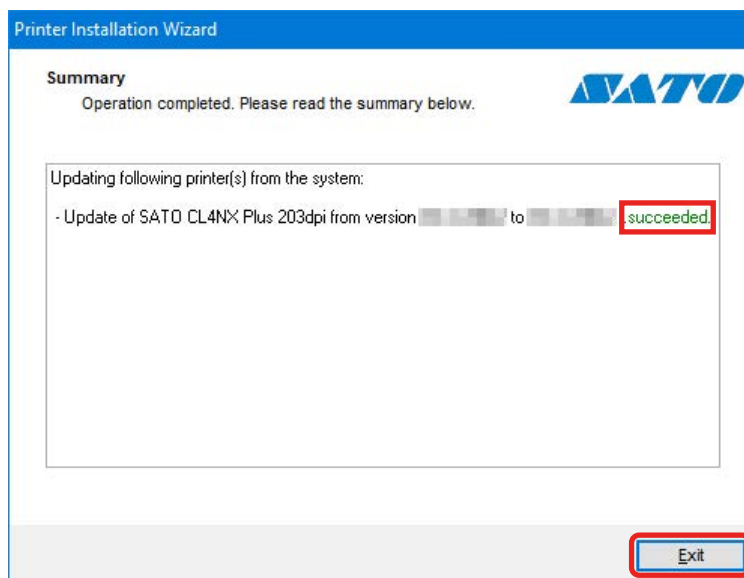 Printer Installation Wizard
Summary
Operation completed. Please read the summary below.
SATO
Updating following printer(s) from the system:
- Update of SATO CL4NX Plus 203dpi from version to succeeded.
Exit